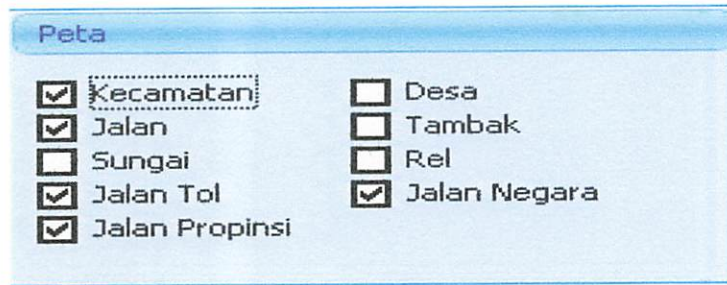 Peta
Kecamatan
Desa
Jalan
Tambak
Sungai
Rel
Jalan Tol
Jalan Negara
Jalan Propinsi